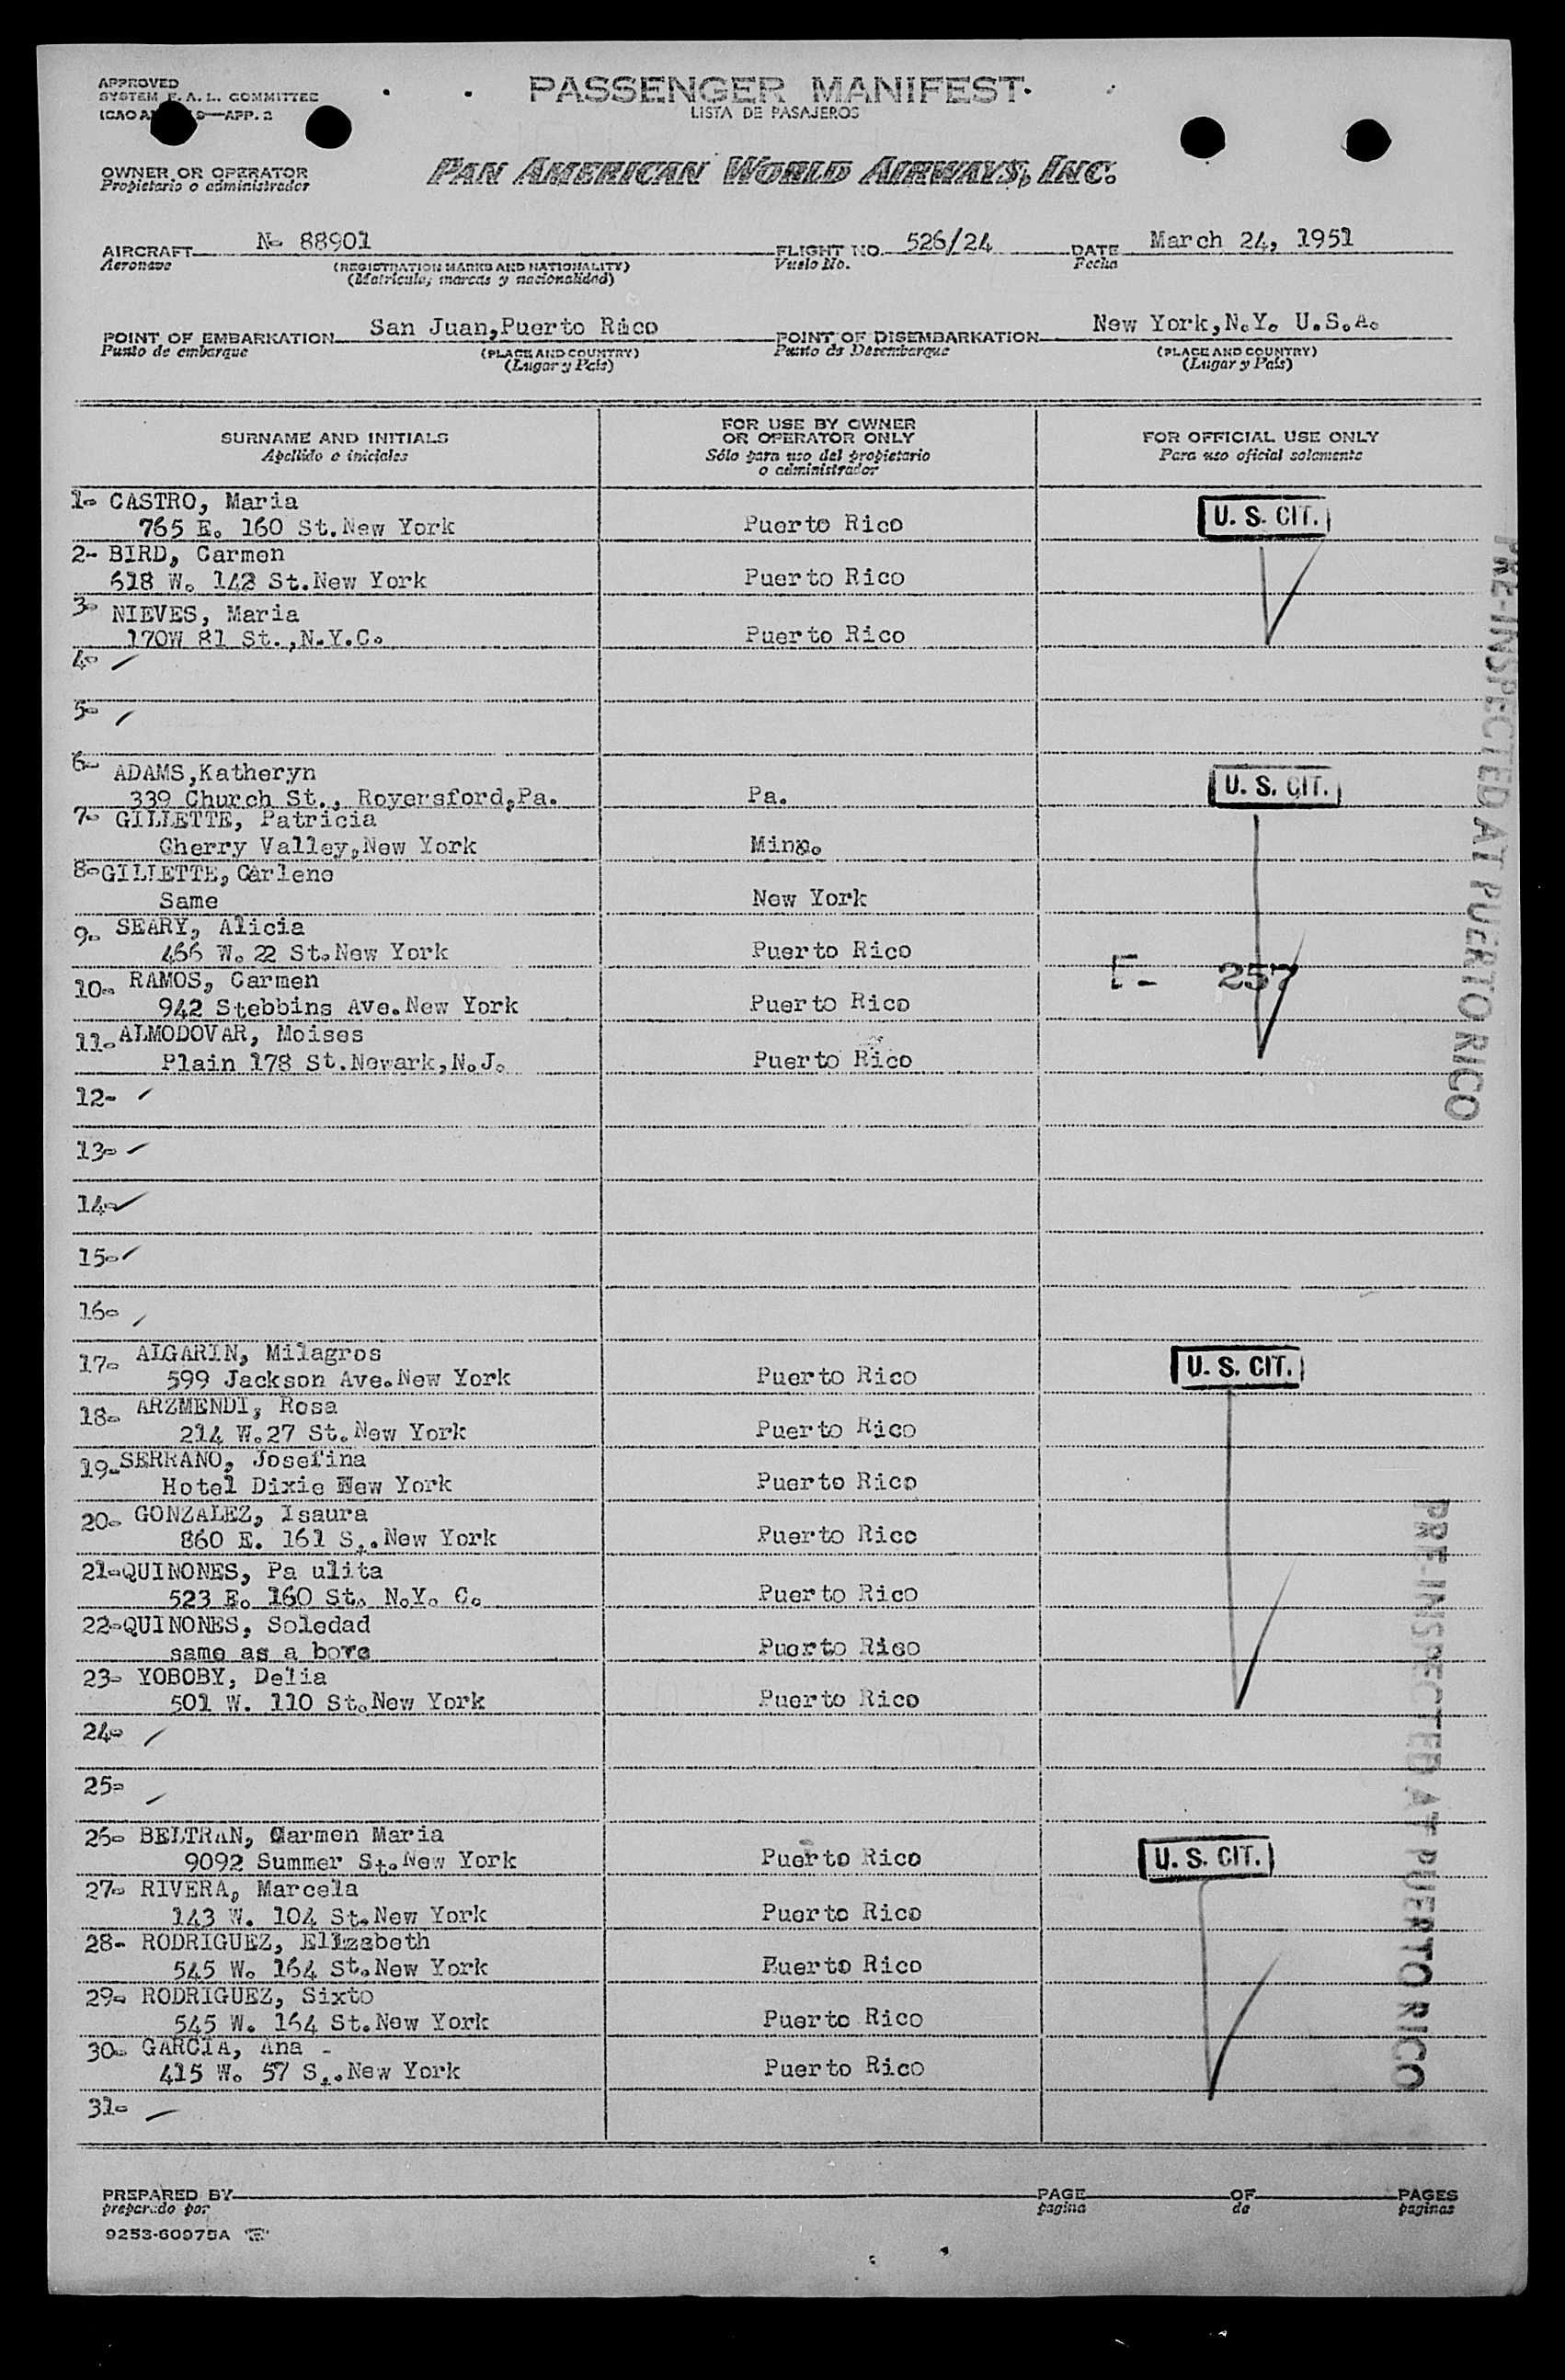 APPROVED
SYSTEM F. A. L. COMMITTEE
ICAO A 9—APP. 2
PASSENGER MANIFEST
LISTA DE PASAJEROS
OWNER OR OPERATOR
Propietario o administrador
PAN AMERICAN WORLD AIRWAYS, INC.
AIRCRAFT N- 88901 FLIGHT NO. 526/24 DATE March 24, 1951
Aeronave (REGISTRATION MARKS AND NATIONALITY) Vuelo No. Fecha
(Matricula, marcas y nacionalidad)
POINT OF EMBARKATION San Juan,Puerto Rico POINT OF DISEMBARKATION New York,N.Y. U.S.A.
Punto de embarque (PLACE AND COUNTRY) Punto de Desembarque (PLACE AND COUNTRY)
(Lugar y País) (Lugar y País)
SURNAME AND INITIALS
Apellido e iniciales
FOR USE BY OWNER
OR OPERATOR ONLY
Sólo para uso del propietario
o administrador
FOR OFFICIAL USE ONLY
Para uso oficial solamente
1- CASTRO, Maria
765 E. 160 St.New York Puerto Rico U. S. CIT.
2- BIRD, Carmen
618 W. 142 St.New York Puerto Rico
3- NIEVES, Maria
170W 81 St.,N.Y.C. Puerto Rico
4-
5-
6- ADAMS,Katheryn
339 Church St., Royersford,Pa. Pa. U. S. CIT.
7- GILLETTE, Patricia
Cherry Valley,New York Minn.
8-GILLETTE, Carlene
Same New York
9- SEARY, Alicia
466 W. 22 St.New York Puerto Rico
257
10- RAMOS, Carmen
942 Stebbins Ave.New York Puerto Rico
11-ALMODOVAR, Moises
Plain 178 St.Newark,N.J. Puerto Rico
12-
13-
14-
15-
16-
17- ALGARIN, Milagros
599 Jackson Ave.New York Puerto Rico U. S. CIT.
18- ARZMENDI, Rosa
214 W.27 St.New York Puerto Rico
19-SERRANO, Josefina
Hotel Dixie New York Puerto Rico
20- GONZALEZ, Isaura
860 E. 161 St.New York Puerto Rico
21-QUINONES, Pa ulita
523 E. 160 St. N.Y. C. Puerto Rico
22-QUINONES, Soledad
same as a bove Puerto Rico
23- YOBOBY, Delia
501 W. 110 St.New York Puerto Rico
24-
25-
26- BELTRAN, Carmen Maria
9092 Summer St.New York Puerto Rico U. S. CIT.
27- RIVERA, Marcela
143 W. 104 St.New York Puerto Rico
28- RODRIGUEZ, Elizabeth
545 W. 164 St.New York Puerto Rico
29- RODRIGUEZ, Sixto
545 W. 164 St.New York Puerto Rico
30- GARCIA, Ana -
415 W. 57 St.New York Puerto Rico
31-
PRE-INSPECTED AT PUERTO RICO
PRE-INSPECTED AT PUERTO RICO
PREPARED BY PAGE OF PAGES
preparado por pagina de paginas
9253-60975A